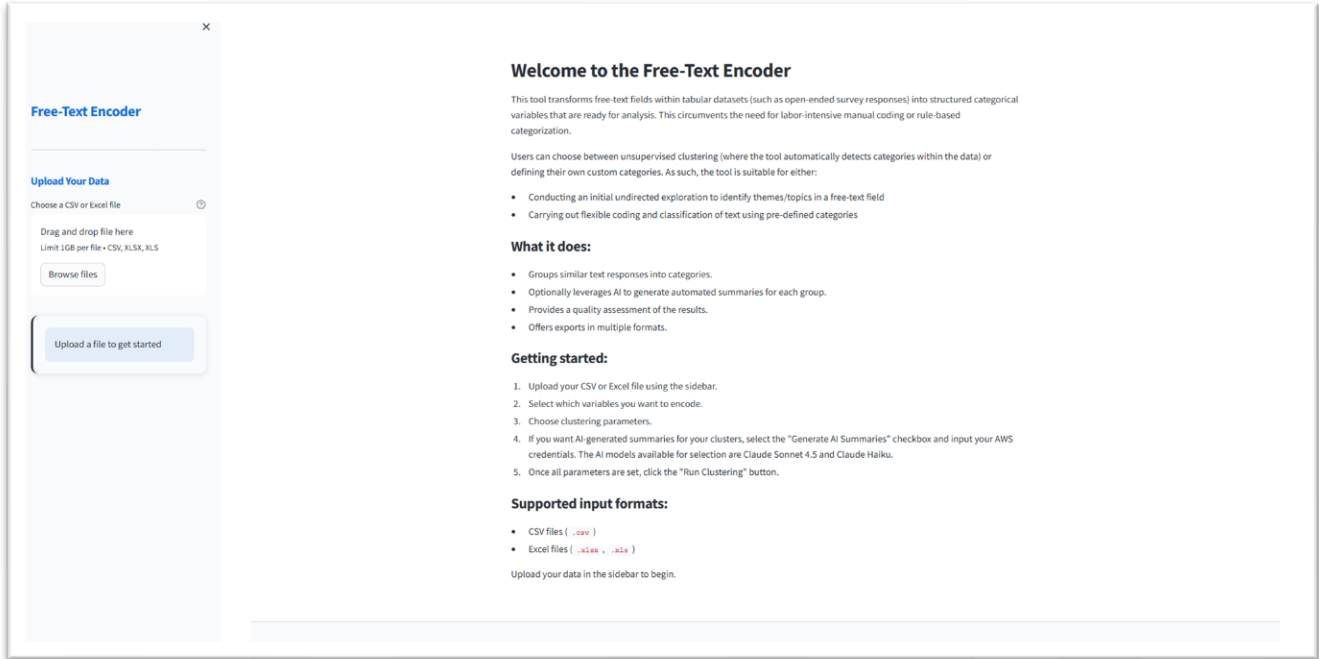 Free-Text Encoder
Upload Your Data
Choose a CSV or Excel file
Drag and drop file here
Limit 1GB per file • CSV, XLSX, XLS
Browse files
Upload a file to get started
Welcome to the Free-Text Encoder
This tool transforms free-text fields within tabular datasets (such as open-ended survey responses) into structured categorical
variables that are ready for analysis. This circumvents the need for labor-intensive manual coding or rule-based
categorization.
Users can choose between unsupervised clustering (where the tool automatically detects categories within the data) or
defining their own custom categories. As such, the tool is suitable for either:
• Conducting an initial undirected exploration to identify themes/topics in a free-text field
• Carrying out flexible coding and classification of text using pre-defined categories
What it does:
• Groups similar text responses into categories.
• Optionally leverages AI to generate automated summaries for each group.
• Provides a quality assessment of the results.
• Offers exports in multiple formats.
Getting started:
1. Upload your CSV or Excel file using the sidebar.
2. Select which variables you want to encode.
3. Choose clustering parameters.
4. If you want AI-generated summaries for your clusters, select the "Generate AI Summaries" checkbox and input your AWS
credentials. The AI models available for selection are Claude Sonnet 4.5 and Claude Haiku.
5. Once all parameters are set, click the "Run Clustering" button.
Supported input formats:
• CSV files ( .csv )
• Excel files ( .xlsx , .xls )
Upload your data in the sidebar to begin.